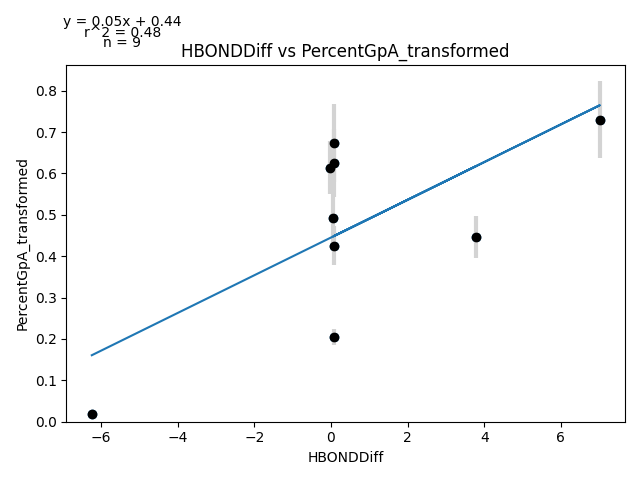 y = 0.05x + 0.44
r^2 = 0.48
n = 9
HBONDDiff vs PercentGpA_transformed
PercentGpA_transformed
0.8
0.7
0.6
0.5
0.4
0.3
0.2
0.1
0.0
−6
−4
−2
0
2
4
6
HBONDDiff